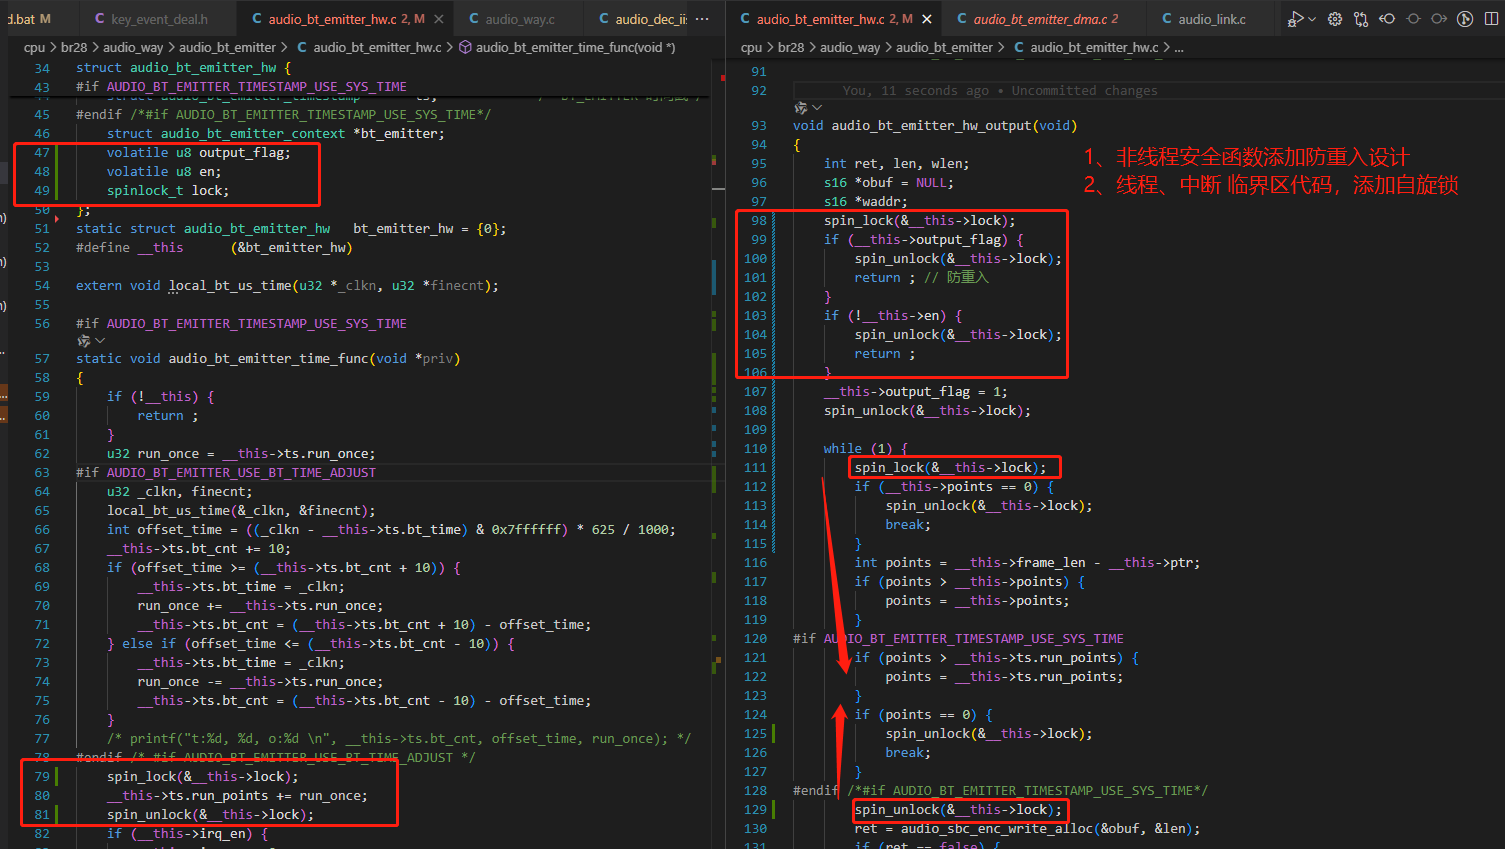 d.bat M
key_event_deal.h
audio_bt_emitter_hw.c 2, M
audio_way.c
audio_dec_iis
cpu > br28 > audio_way > audio_bt_emitter > audio_bt_emitter_hw.c > audio_bt_emitter_time_func(void *)
34 struct audio_bt_emitter_hw {
43 #if AUDIO_BT_EMITTER_TIMESTAMP_USE_SYS_TIME
45 #endif /*#if AUDIO_BT_EMITTER_TIMESTAMP_USE_SYS_TIME*/
46 struct audio_bt_emitter_context *bt_emitter;
47 volatile u8 output_flag;
48 volatile u8 en;
49 spinlock_t lock;
50 };
51 static struct audio_bt_emitter_hw bt_emitter_hw = {0};
52 #define __this (&bt_emitter_hw)
53
54 extern void local_bt_us_time(u32 *_clkn, u32 *finecnt);
55
56 #if AUDIO_BT_EMITTER_TIMESTAMP_USE_SYS_TIME
57 static void audio_bt_emitter_time_func(void *priv)
58 {
59 if (!__this) {
60 return ;
61 }
62 u32 run_once = __this->ts.run_once;
63 #if AUDIO_BT_EMITTER_USE_BT_TIME_ADJUST
64 u32 _clkn, finecnt;
65 local_bt_us_time(&_clkn, &finecnt);
66 int offset_time = ((_clkn - __this->ts.bt_time) & 0x7ffffff) * 625 / 1000;
67 __this->ts.bt_cnt += 10;
68 if (offset_time >= (__this->ts.bt_cnt + 10)) {
69 __this->ts.bt_time = _clkn;
70 run_once += __this->ts.run_once;
71 __this->ts.bt_cnt = (__this->ts.bt_cnt + 10) - offset_time;
72 } else if (offset_time <= (__this->ts.bt_cnt - 10)) {
73 __this->ts.bt_time = _clkn;
74 run_once -= __this->ts.run_once;
75 __this->ts.bt_cnt = (__this->ts.bt_cnt - 10) - offset_time;
76 }
77 /* printf("t:%d, %d, o:%d \n", __this->ts.bt_cnt, offset_time, run_once); */
78 #endif /* #if AUDIO_BT_EMITTER_USE_BT_TIME_ADJUST */
79 spin_lock(&__this->lock);
80 __this->ts.run_points += run_once;
81 spin_unlock(&__this->lock);
82 if (__this->irq_en) {
audio_bt_emitter_hw.c 2, M
audio_bt_emitter_dma.c 2
audio_link.c
cpu > br28 > audio_way > audio_bt_emitter > audio_bt_emitter_hw.c > ...
91
92 You, 11 seconds ago • Uncommitted changes
93 void audio_bt_emitter_hw_output(void)
94 {
95 int ret, len, wlen;
96 s16 *obuf = NULL;
97 s16 *waddr;
98 spin_lock(&__this->lock);
99 if (__this->output_flag) {
100 spin_unlock(&__this->lock);
101 return ; // 防重入
102 }
103 if (!__this->en) {
104 spin_unlock(&__this->lock);
105 return ;
106 }
107 __this->output_flag = 1;
108 spin_unlock(&__this->lock);
109
110 while (1) {
111 spin_lock(&__this->lock);
112 if (__this->points == 0) {
113 spin_unlock(&__this->lock);
114 break;
115 }
116 int points = __this->frame_len - __this->ptr;
117 if (points > __this->points) {
118 points = __this->points;
119 }
120 #if AUDIO_BT_EMITTER_TIMESTAMP_USE_SYS_TIME
121 if (points > __this->ts.run_points) {
122 points = __this->ts.run_points;
123 }
124 if (points == 0) {
125 spin_unlock(&__this->lock);
126 break;
127 }
128 #endif /*#if AUDIO_BT_EMITTER_TIMESTAMP_USE_SYS_TIME*/
129 spin_unlock(&__this->lock);
130 ret = audio_sbc_enc_write_alloc(&obuf, &len);
131 if (ret == false) {
1、非线程安全函数添加防重入设计
2、线程、中断 临界区代码，添加自旋锁